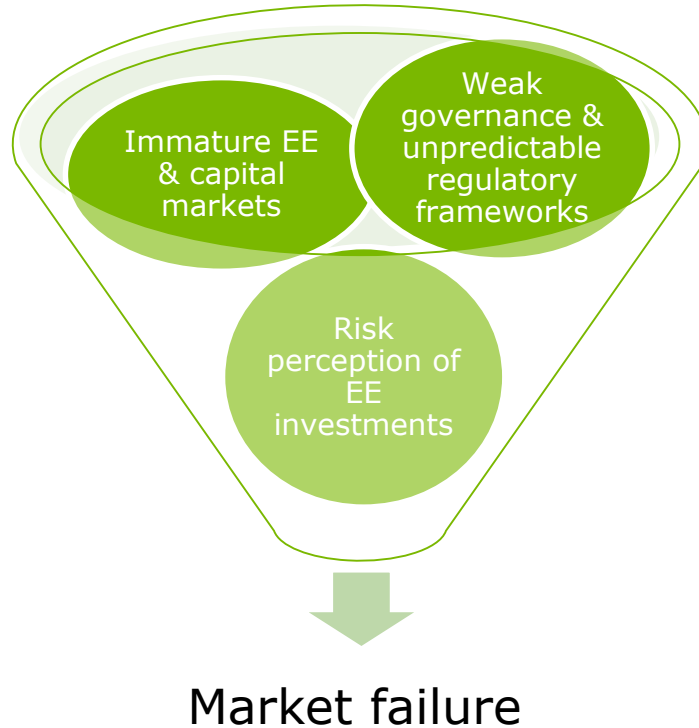 Immature EE
& capital
markets
Weak
governance &
unpredictable
regulatory
frameworks
Risk
perception of
EE
investments
Market failure